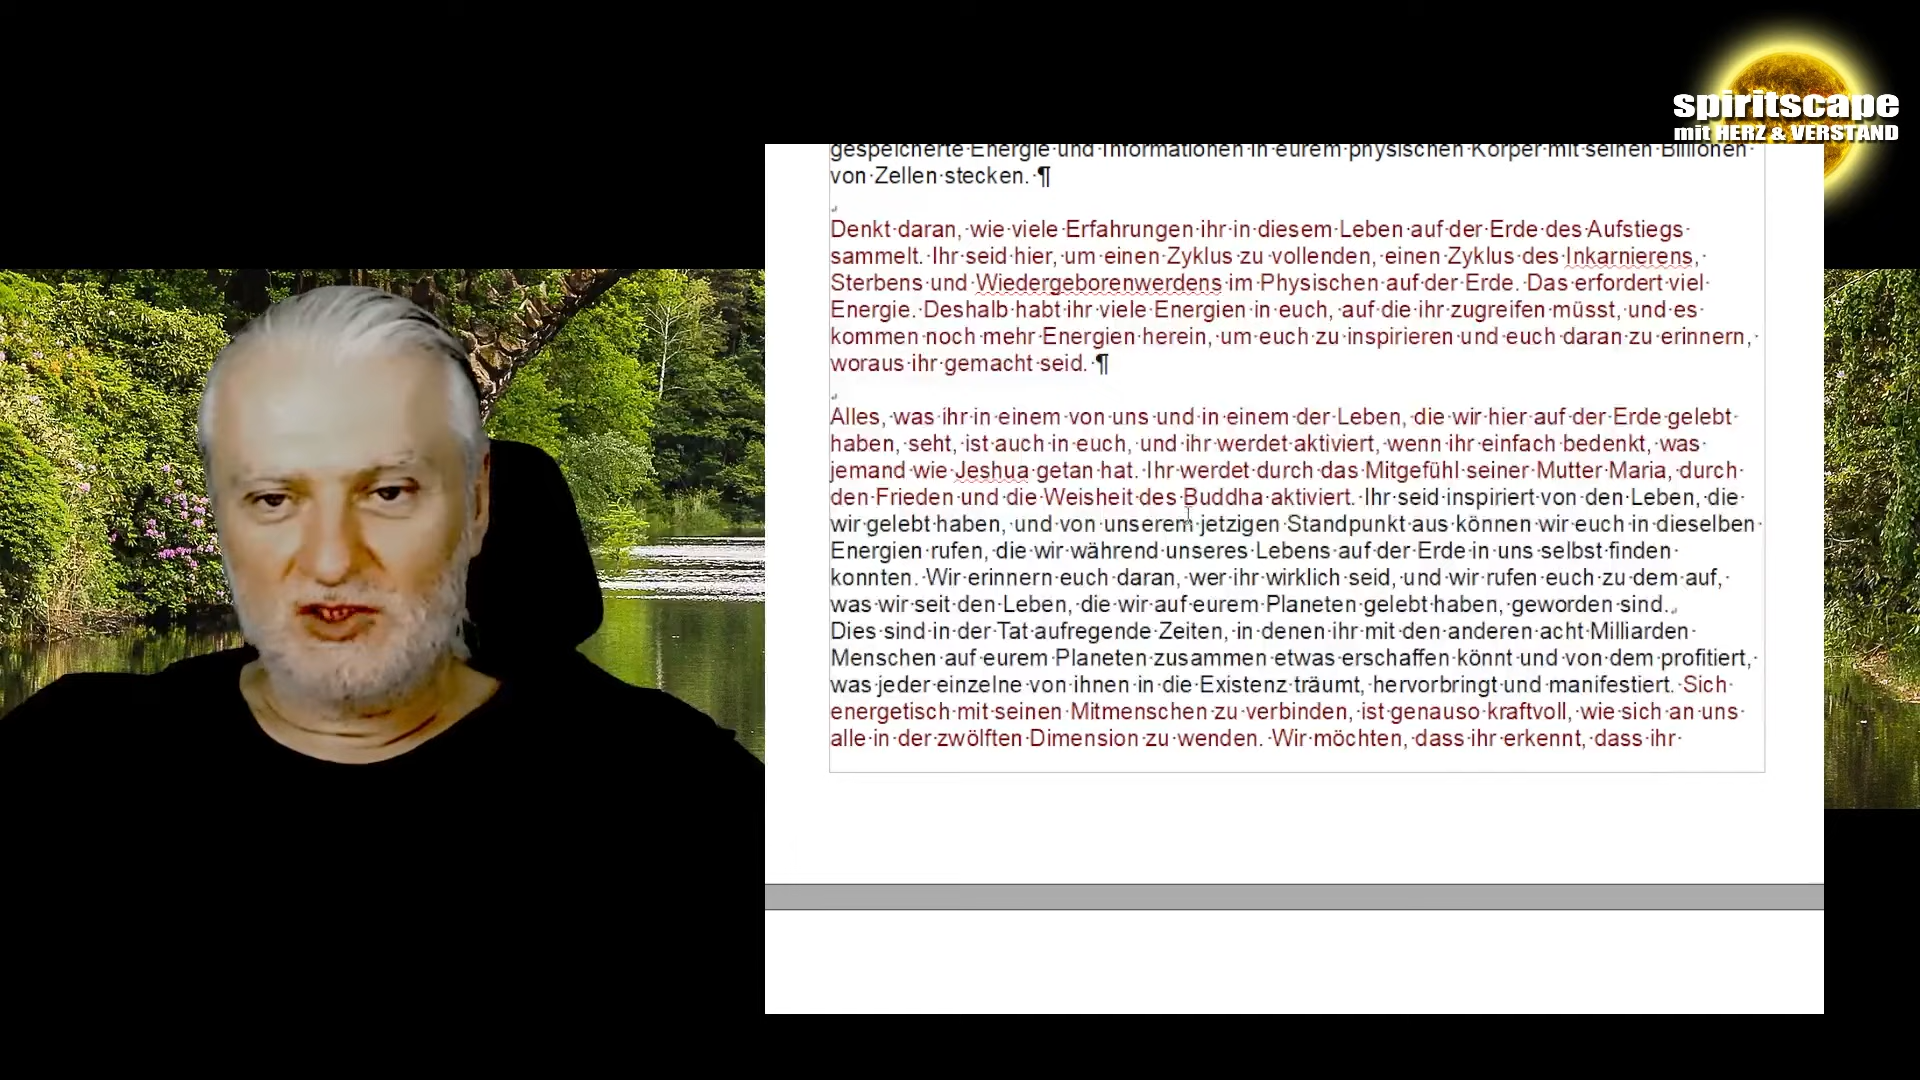 spiritscape
mit HERZ & VERSTAND
gespeicherte Energie und Informationen in eurem physischen Körper mit seinen Billionen
von Zellen stecken. ¶
Denkt daran, wie viele Erfahrungen ihr in diesem Leben auf der Erde des Aufstiegs
sammelt. Ihr seid hier, um einen Zyklus zu vollenden, einen Zyklus des Inkarnierens,
Sterbens und Wiedergeborenwerdens im Physischen auf der Erde. Das erfordert viel
Energie. Deshalb habt ihr viele Energien in euch, auf die ihr zugreifen müsst, und es
kommen noch mehr Energien herein, um euch zu inspirieren und euch daran zu erinnern,
woraus ihr gemacht seid. ¶
Alles, was ihr in einem von uns und in einem der Leben, die wir hier auf der Erde gelebt
haben, seht, ist auch in euch, und ihr werdet aktiviert, wenn ihr einfach bedenkt, was
jemand wie Jeshua getan hat. Ihr werdet durch das Mitgefühl seiner Mutter Maria, durch
den Frieden und die Weisheit des Buddha aktiviert. Ihr seid inspiriert von den Leben, die
wir gelebt haben, und von unserem jetzigen Standpunkt aus können wir euch in dieselben
Energien rufen, die wir während unseres Lebens auf der Erde in uns selbst finden
konnten. Wir erinnern euch daran, wer ihr wirklich seid, und wir rufen euch zu dem auf,
was wir seit den Leben, die wir auf eurem Planeten gelebt haben, geworden sind.
Dies sind in der Tat aufregende Zeiten, in denen ihr mit den anderen acht Milliarden
Menschen auf eurem Planeten zusammen etwas erschaffen könnt und von dem profitiert,
was jeder einzelne von ihnen in die Existenz träumt, hervorbringt und manifestiert. Sich
energetisch mit seinen Mitmenschen zu verbinden, ist genauso kraftvoll, wie sich an uns
alle in der zwölften Dimension zu wenden. Wir möchten, dass ihr erkennt, dass ihr